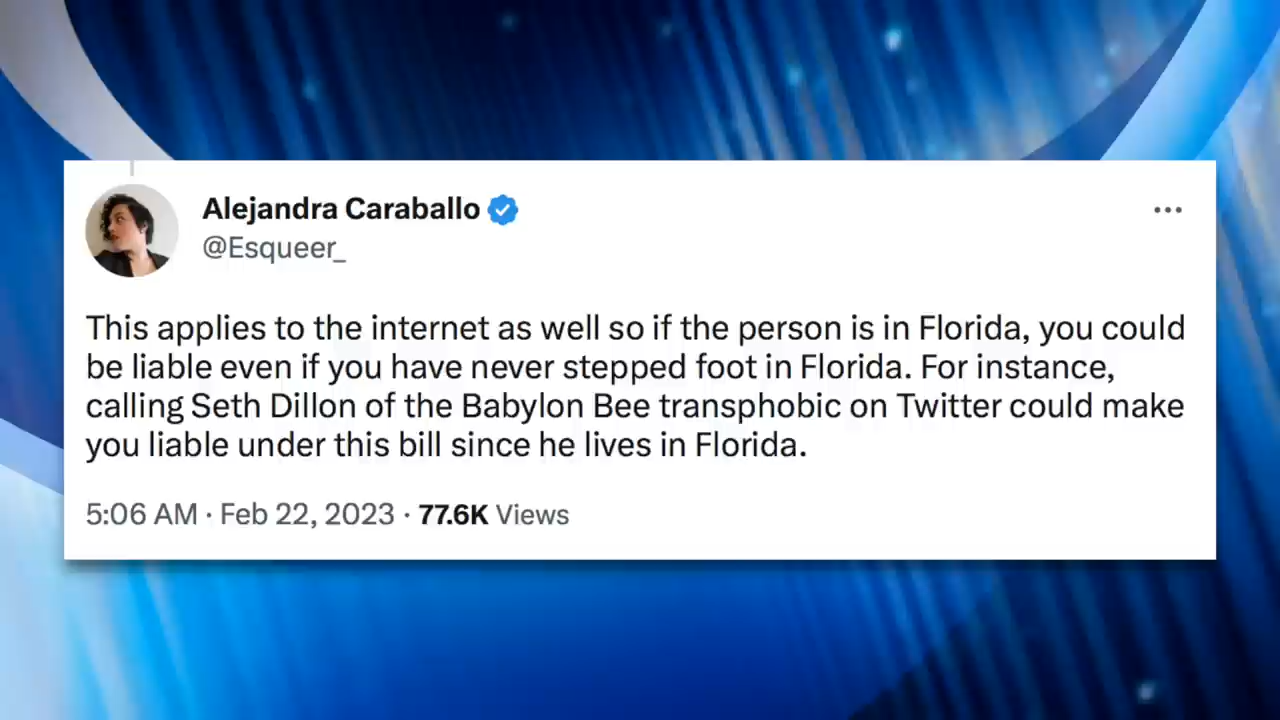 Alejandra Caraballo
@Esqueer_
This applies to the internet as well so if the person is in Florida, you could
be liable even if you have never stepped foot in Florida. For instance,
calling Seth Dillon of the Babylon Bee transphobic on Twitter could make
you liable under this bill since he lives in Florida.
5:06 AM · Feb 22, 2023 · 77.6K Views